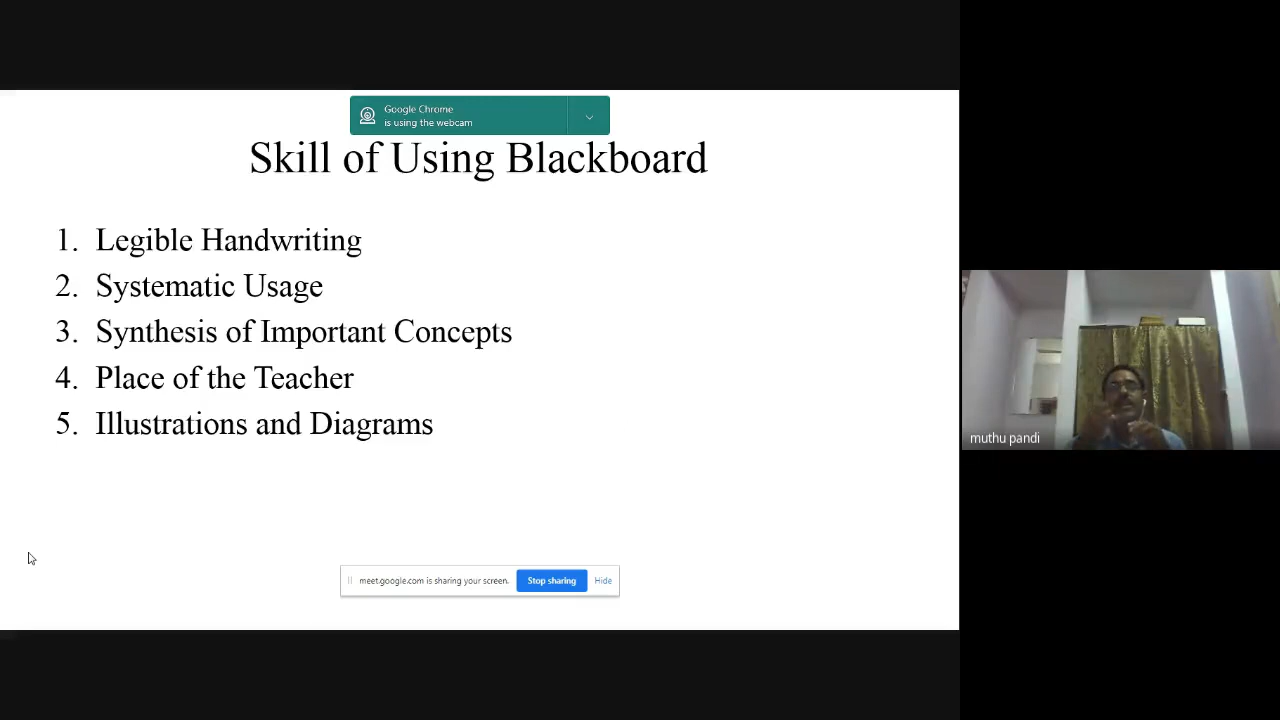 Google Chrome
is using the webcam
Skill of Using Blackboard
1. Legible Handwriting
2. Systematic Usage
3. Synthesis of Important Concepts
4. Place of the Teacher
5. Illustrations and Diagrams
muthu pandi
meet.google.com is sharing your screen. Stop sharing Hide